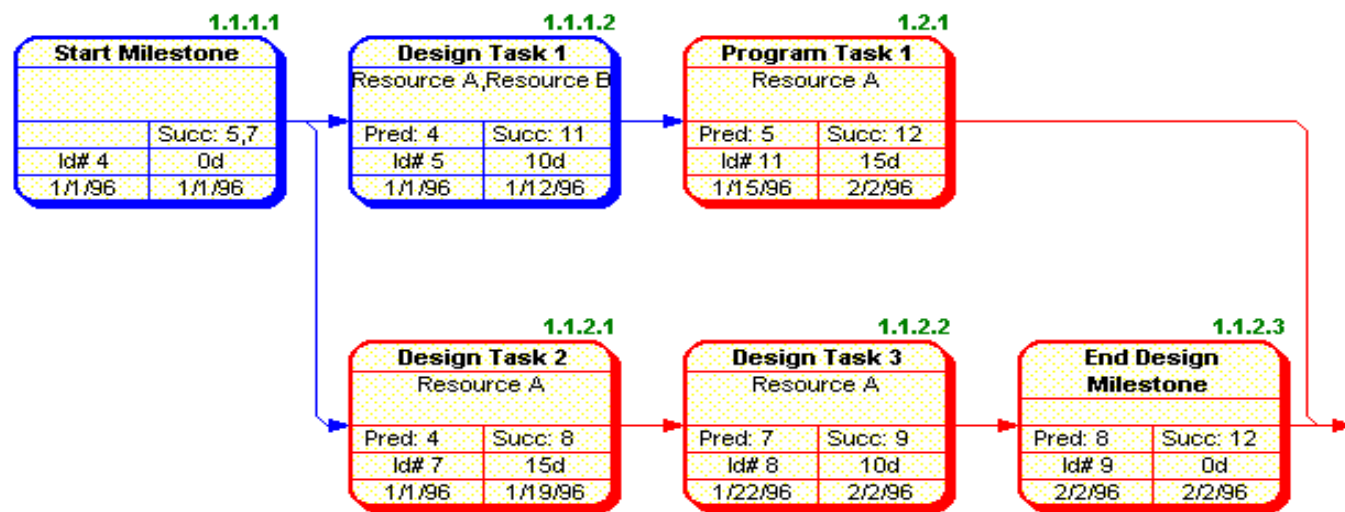 1.1.1.1
Start Milestone
Succ: 5,7
Id# 4 0d
1/1/96 1/1/96
1.1.1.2
Design Task 1
Resource A,Resource B
Pred: 4 Succ: 11
Id# 5 10d
1/1/96 1/12/96
1.2.1
Program Task 1
Resource A
Pred: 5 Succ: 12
Id# 11 15d
1/15/96 2/2/96
1.1.2.1
Design Task 2
Resource A
Pred: 4 Succ: 8
Id# 7 15d
1/1/96 1/19/96
1.1.2.2
Design Task 3
Resource A
Pred: 7 Succ: 9
Id# 8 10d
1/22/96 2/2/96
1.1.2.3
End Design
Milestone
Pred: 8 Succ: 12
Id# 9 0d
2/2/96 2/2/96